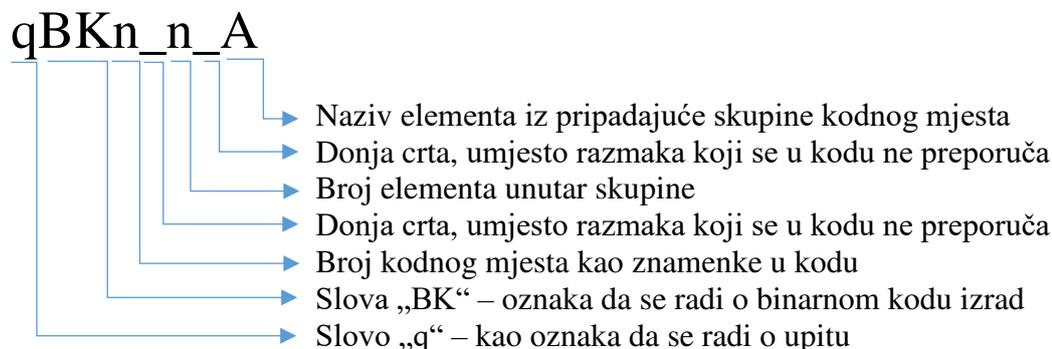 qBKn_n_A
Naziv elementa iz pripadajuće skupine kodnog mjesta
Donja crta, umjesto razmaka koji se u kodu ne preporuča
Broj elementa unutar skupine
Donja crta, umjesto razmaka koji se u kodu ne preporuča
Broj kodnog mjesta kao znamenke u kodu
Slova „BK“ – oznaka da se radi o binarnom kodu izrad
Slovo „q“ – kao oznaka da se radi o upitu